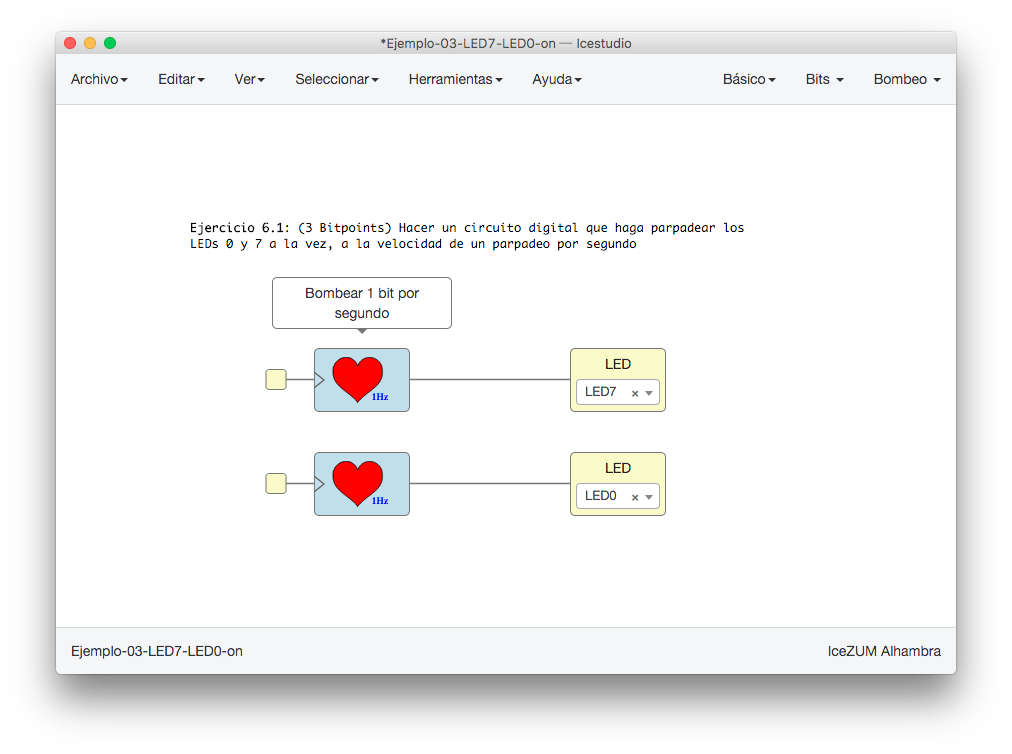 *Ejemplo-03-LED7-LED0-on — Icestudio
Archivo Editar Ver Seleccionar Herramientas Ayuda Básico Bits Bombeo
Ejercicio 6.1: (3 Bitpoints) Hacer un circuito digital que haga parpadear los
LEDs 0 y 7 a la vez, a la velocidad de un parpadeo por segundo
Bombear 1 bit por
segundo
1Hz
LED
LED7
1Hz
LED
LED0
Ejemplo-03-LED7-LED0-on IceZUM Alhambra